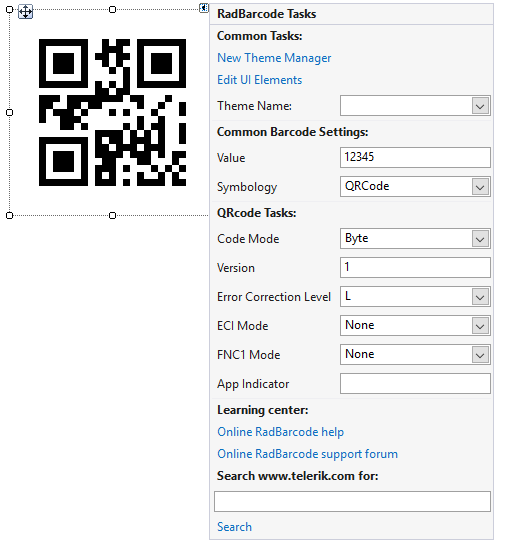 RadBarcode Tasks
Common Tasks:
New Theme Manager
Edit UI Elements
Theme Name:
Common Barcode Settings:
Value 12345
Symbology QRCode
QRcode Tasks:
Code Mode Byte
Version 1
Error Correction Level L
ECI Mode None
FNC1 Mode None
App Indicator
Learning center:
Online RadBarcode help
Online RadBarcode support forum
Search www.telerik.com for:
Search